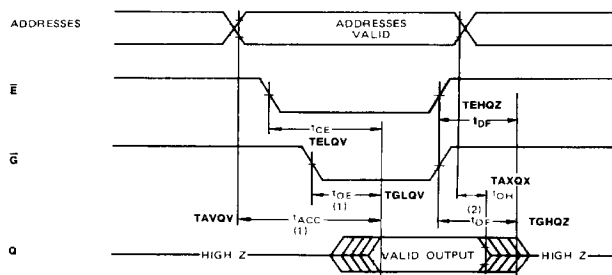 ADDRESSES
ADDRESSES
VALID
E
TEHQZ
tDF
tCE
TELQV
G
TAXQX
tOE
(1)
TGLQV
tOH
(2)
TAVQV
tACC
(1)
tDF
TGHQZ
Q
HIGH Z
VALID OUTPUT
HIGH Z